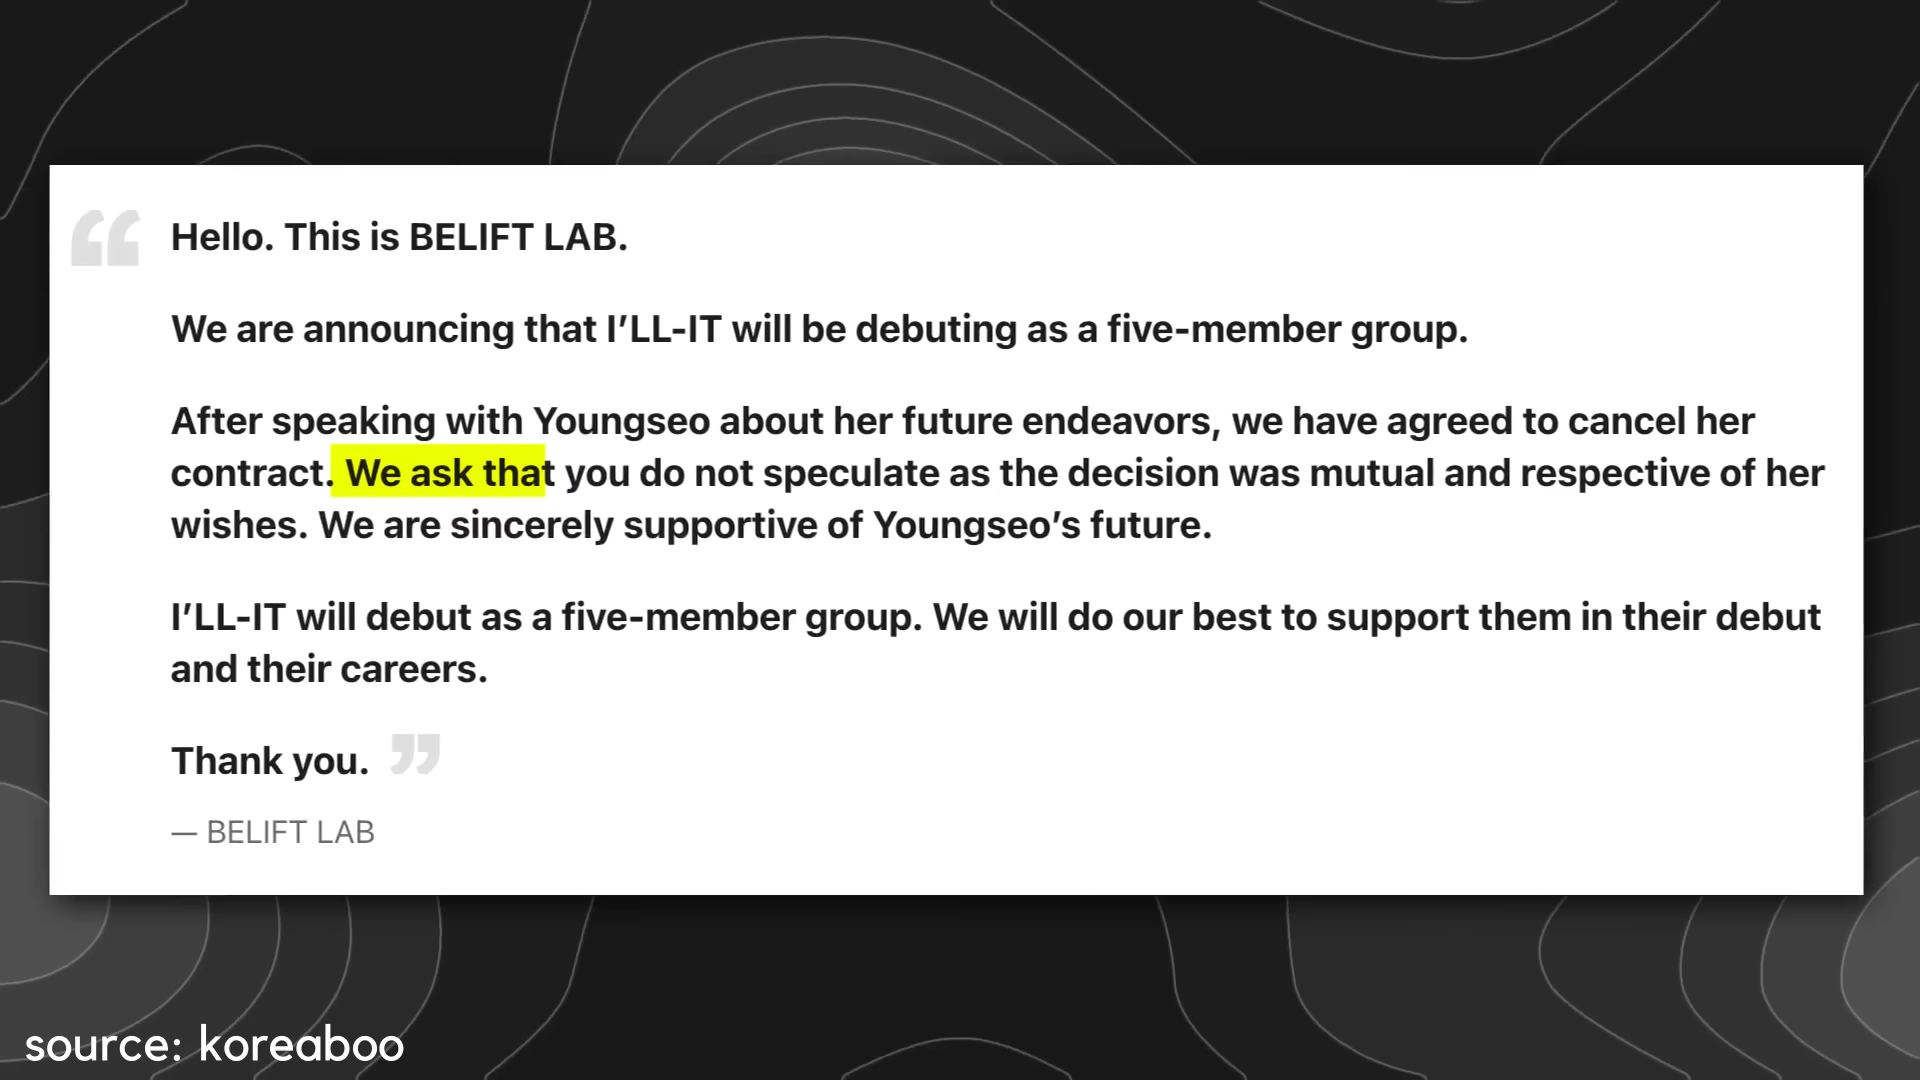 Hello. This is BELIFT LAB.
We are announcing that I’LL-IT will be debuting as a five-member group.
After speaking with Youngseo about her future endeavors, we have agreed to cancel her
contract. We ask that you do not speculate as the decision was mutual and respective of her
wishes. We are sincerely supportive of Youngseo’s future.
I’LL-IT will debut as a five-member group. We will do our best to support them in their debut
and their careers.
Thank you.
— BELIFT LAB
source: koreaboo